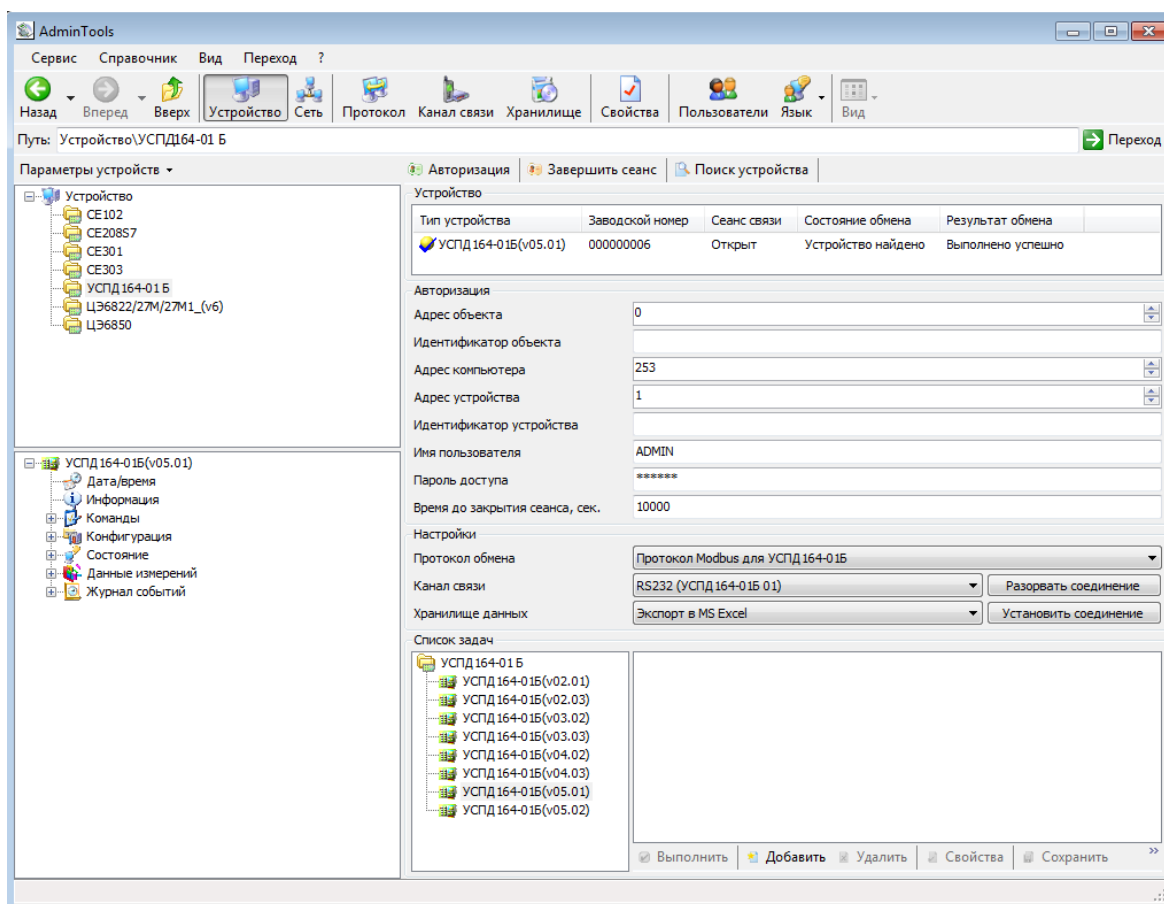 AdminTools
Сервис Справочник Вид Переход ?
Назад Вперед Вверх Устройство Сеть Протокол Канал связи Хранилище Свойства Пользователи Язык Вид
Путь: Устройство\УСПД164-01 Б Переход
Параметры устройств
Авторизация Завершить сеанс Поиск устройства
Устройство
CE102
CE208S7
CE301
CE303
УСПД164-01 Б
ЦЭ6822/27М/27М1_(v6)
ЦЭ6850
УСПД164-01Б(v05.01)
Дата/время
Информация
Команды
Конфигурация
Состояние
Данные измерений
Журнал событий
Устройство
Тип устройства Заводской номер Сеанс связи Состояние обмена Результат обмена
УСПД164-01Б(v05.01) 000000006 Открыт Устройство найдено Выполнено успешно
Авторизация
Адрес объекта 0
Идентификатор объекта
Адрес компьютера 253
Адрес устройства 1
Идентификатор устройства
Имя пользователя ADMIN
Пароль доступа ******
Время до закрытия сеанса, сек. 10000
Настройки
Протокол обмена Протокол Modbus для УСПД164-01Б
Канал связи RS232 (УСПД164-01Б 01) Разорвать соединение
Хранилище данных Экспорт в MS Excel Установить соединение
Список задач
УСПД164-01 Б
УСПД164-01Б(v02.01)
УСПД164-01Б(v02.03)
УСПД164-01Б(v03.02)
УСПД164-01Б(v03.03)
УСПД164-01Б(v04.02)
УСПД164-01Б(v04.03)
УСПД164-01Б(v05.01)
УСПД164-01Б(v05.02)
Выполнить Добавить Удалить Свойства Сохранить »